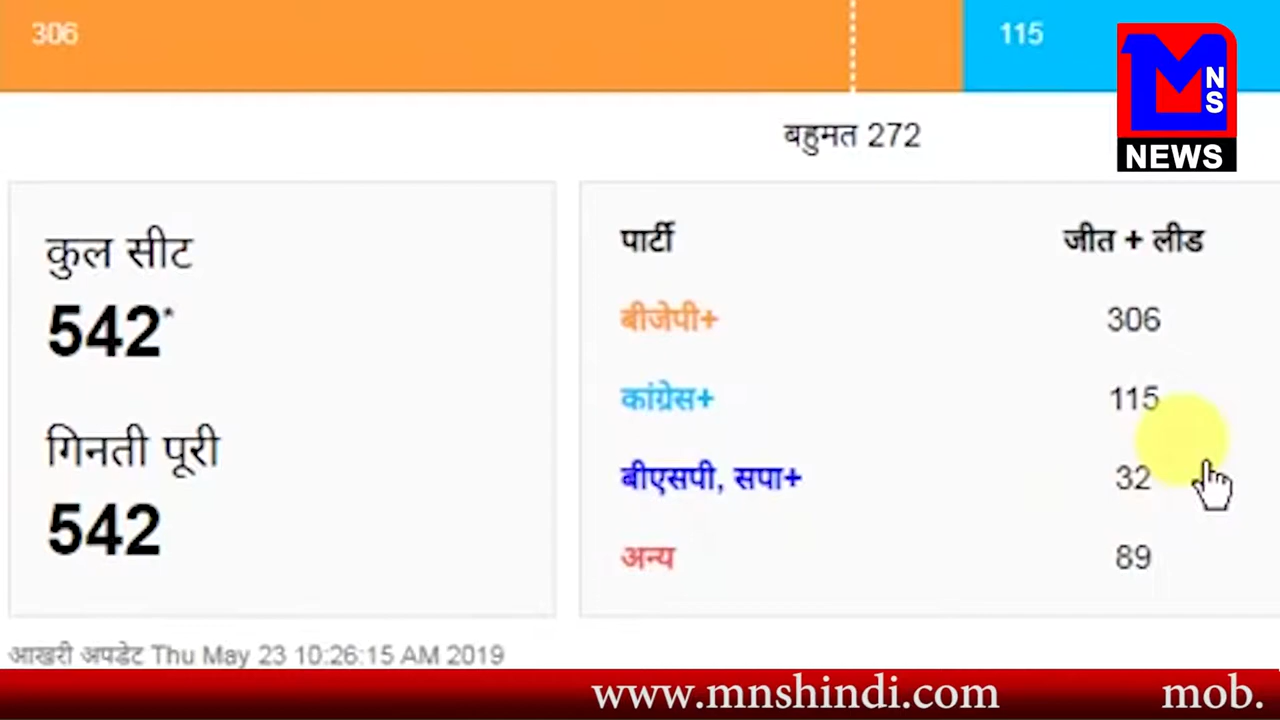 306
115
MNS
NEWS
बहुमत 272
कुल सीट
542*
गिनती पूरी
542
पार्टी जीत + लीड
बीजेपी+ 306
कांग्रेस+ 115
बीएसपी, सपा+ 32
अन्य 89
आखरी अपडेट Thu May 23 10:26:15 AM 2019
www.mnshindi.com mob.